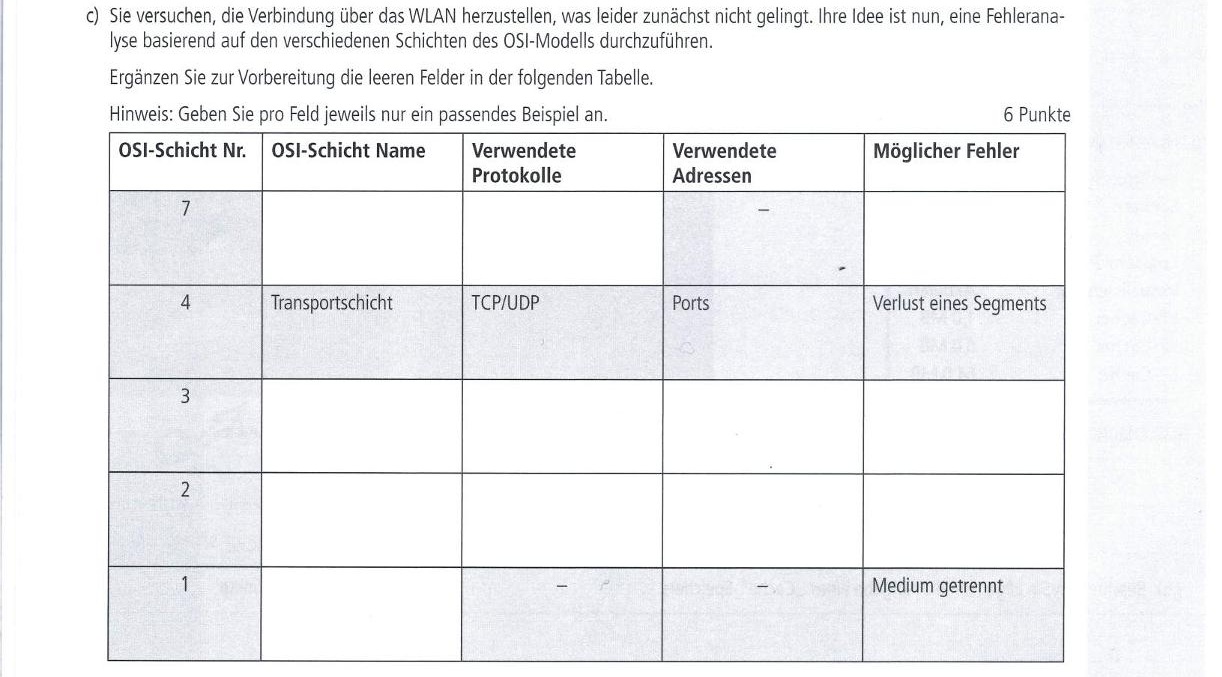 c) Sie versuchen, die Verbindung über das WLAN herzustellen, was leider zunächst nicht gelingt. Ihre Idee ist nun, eine Fehlerana-
lyse basierend auf den verschiedenen Schichten des OSI-Modells durchzuführen.
Ergänzen Sie zur Vorbereitung die leeren Felder in der folgenden Tabelle.
Hinweis: Geben Sie pro Feld jeweils nur ein passendes Beispiel an. 6 Punkte
OSI-Schicht Nr. OSI-Schicht Name Verwendete Protokolle Verwendete Adressen Möglicher Fehler
7 –
4 Transportschicht TCP/UDP Ports Verlust eines Segments
3
2
1 – – Medium getrennt